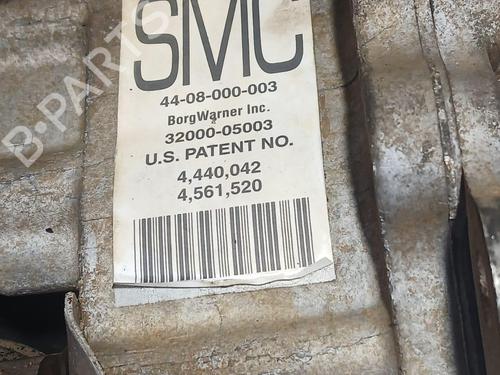 SMC
44-08-000-003
BorgWarner Inc.
32000-05003
U.S. PATENT NO.
4,440,042
4,561,520
B-PARTS